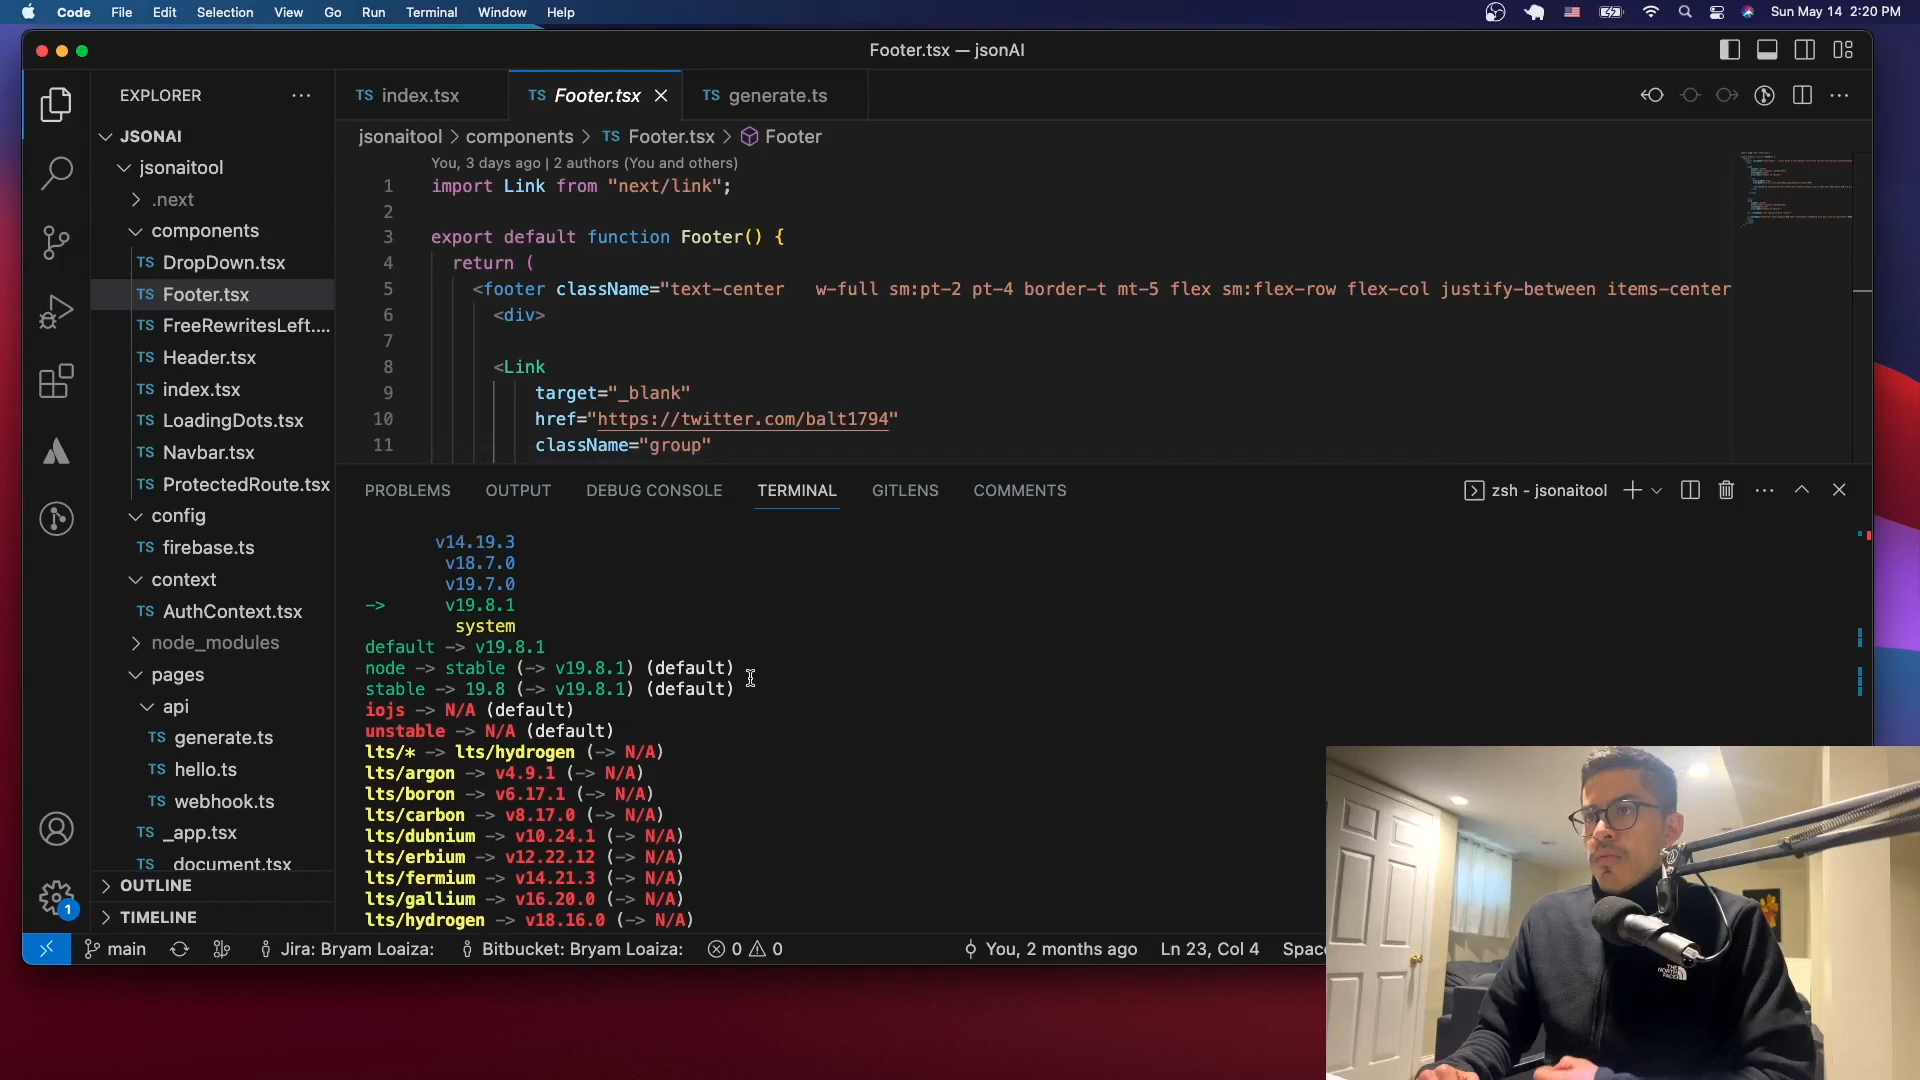 Code File Edit Selection View Go Run Terminal Window Help
Sun May 14 2:20 PM
Footer.tsx — jsonAI
EXPLORER
JSONAI
jsonaitool
.next
components
TS DropDown.tsx
TS Footer.tsx
TS FreeRewritesLeft....
TS Header.tsx
TS index.tsx
TS LoadingDots.tsx
TS Navbar.tsx
TS ProtectedRoute.tsx
config
TS firebase.ts
context
TS AuthContext.tsx
node_modules
pages
api
TS generate.ts
TS hello.ts
TS webhook.ts
TS _app.tsx
TS _document.tsx
OUTLINE
TIMELINE
1
TS index.tsx
TS Footer.tsx
TS generate.ts
jsonaitool > components > TS Footer.tsx > Footer
You, 3 days ago | 2 authors (You and others)
1 import Link from "next/link";
2
3 export default function Footer() {
4 return (
5 <footer className="text-center w-full sm:pt-2 pt-4 border-t mt-5 flex sm:flex-row flex-col justify-between items-center
6 <div>
7
8 <Link
9 target="_blank"
10 href="https://twitter.com/balt1794"
11 className="group"
PROBLEMS OUTPUT DEBUG CONSOLE TERMINAL GITLENS COMMENTS
zsh - jsonaitool
v14.19.3
v18.7.0
v19.7.0
-> v19.8.1
system
default -> v19.8.1
node -> stable (-> v19.8.1) (default)
stable -> 19.8 (-> v19.8.1) (default)
iojs -> N/A (default)
unstable -> N/A (default)
lts/* -> lts/hydrogen (-> N/A)
lts/argon -> v4.9.1 (-> N/A)
lts/boron -> v6.17.1 (-> N/A)
lts/carbon -> v8.17.0 (-> N/A)
lts/dubnium -> v10.24.1 (-> N/A)
lts/erbium -> v12.22.12 (-> N/A)
lts/fermium -> v14.21.3 (-> N/A)
lts/gallium -> v16.20.0 (-> N/A)
lts/hydrogen -> v18.16.0 (-> N/A)
main
Jira: Bryam Loaiza:
Bitbucket: Bryam Loaiza:
0 0
You, 2 months ago
Ln 23, Col 4
Spac
THE NORTH FACE